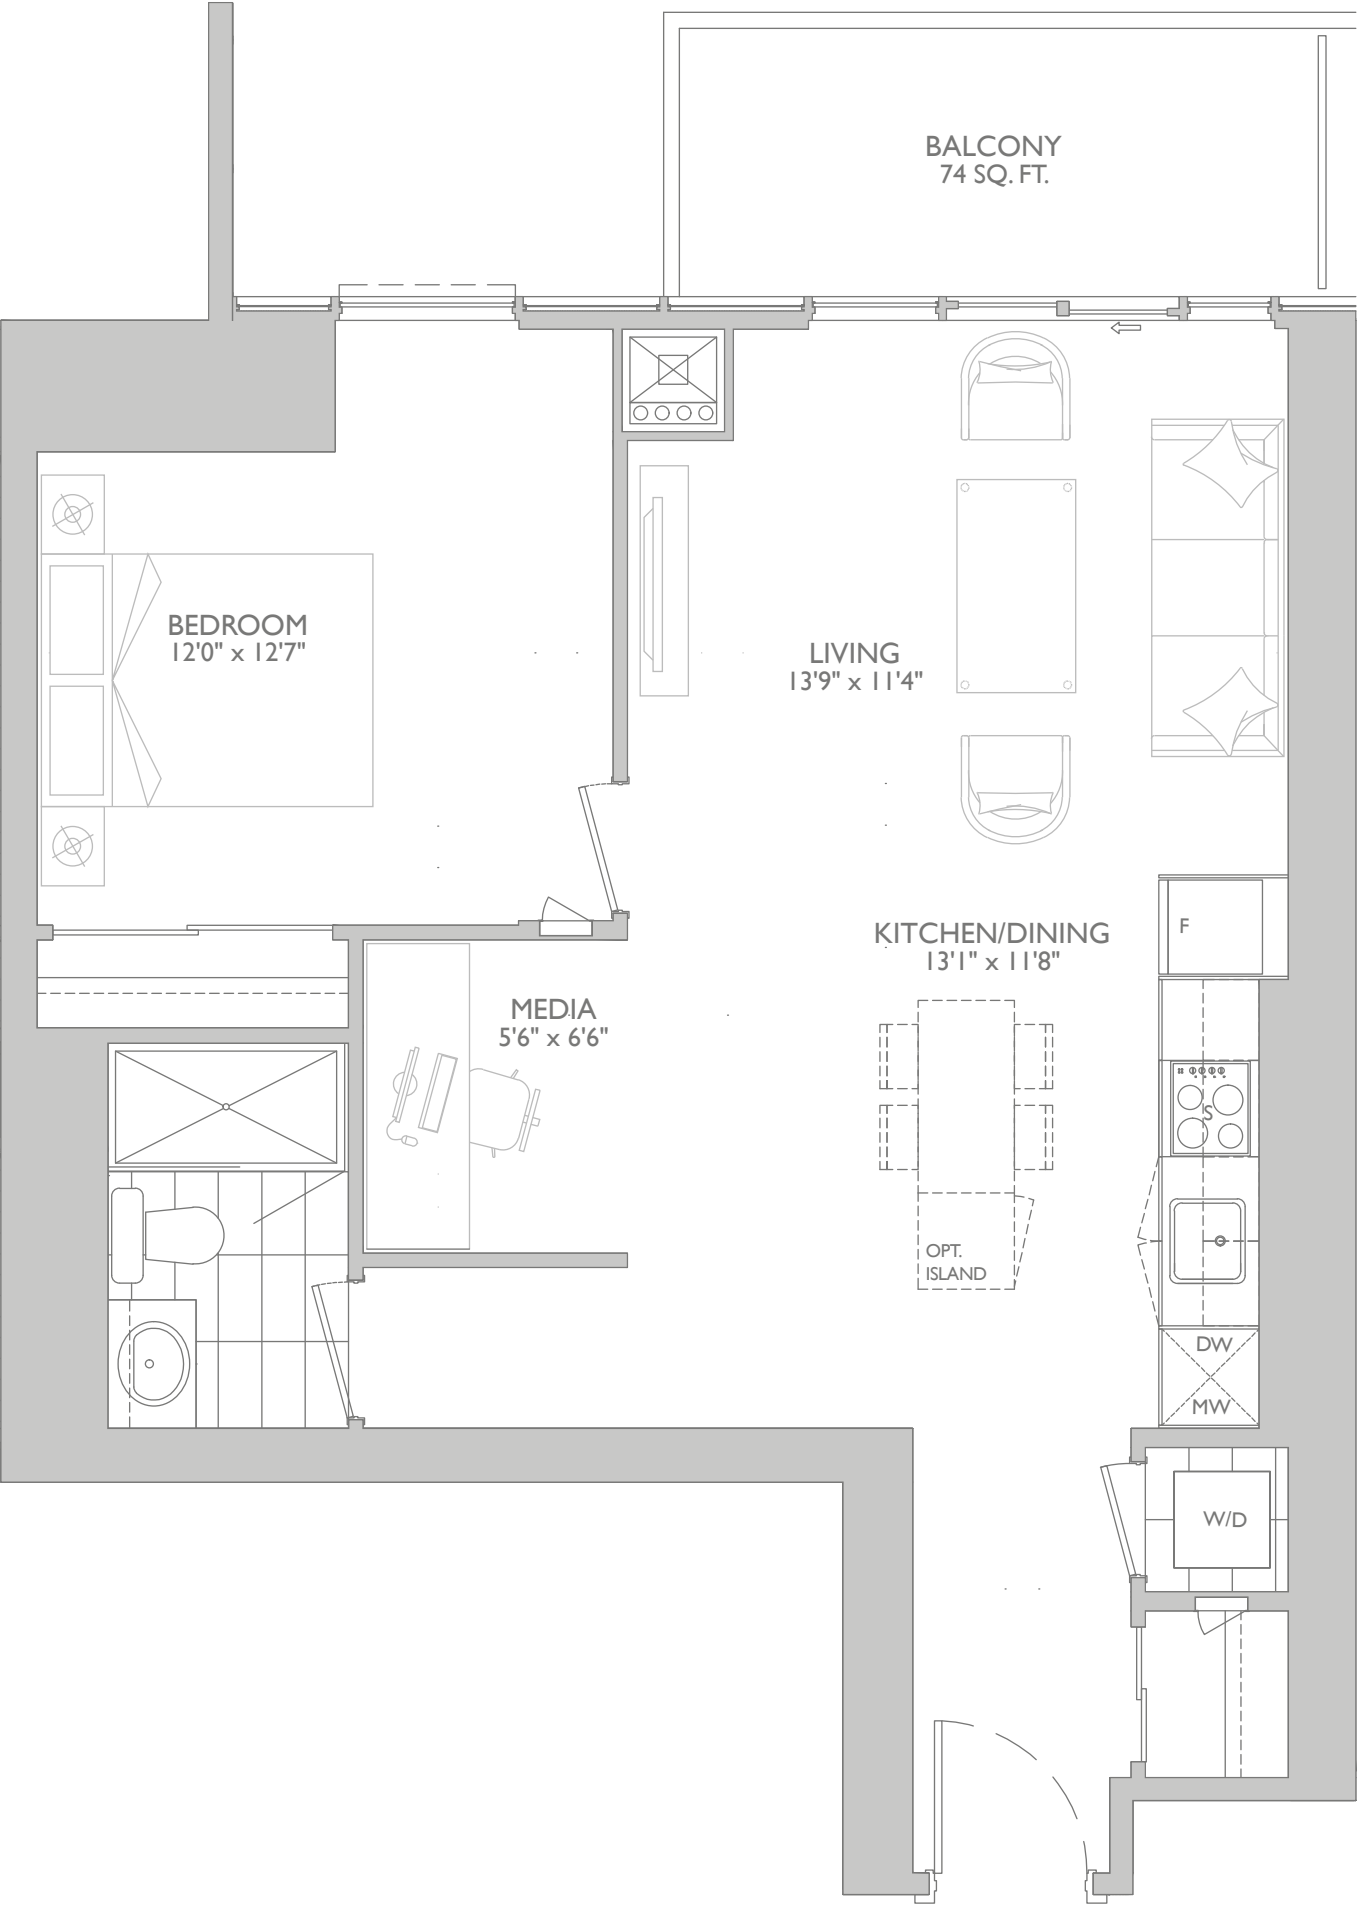 BALCONY
74 SQ. FT.
BEDROOM
12'0" x 12'7"
LIVING
13'9" x 11'4"
F
KITCHEN/DINING
13'1" x 11'8"
MEDIA
5'6" x 6'6"
S
OPT.
ISLAND
DW
MW
W/D